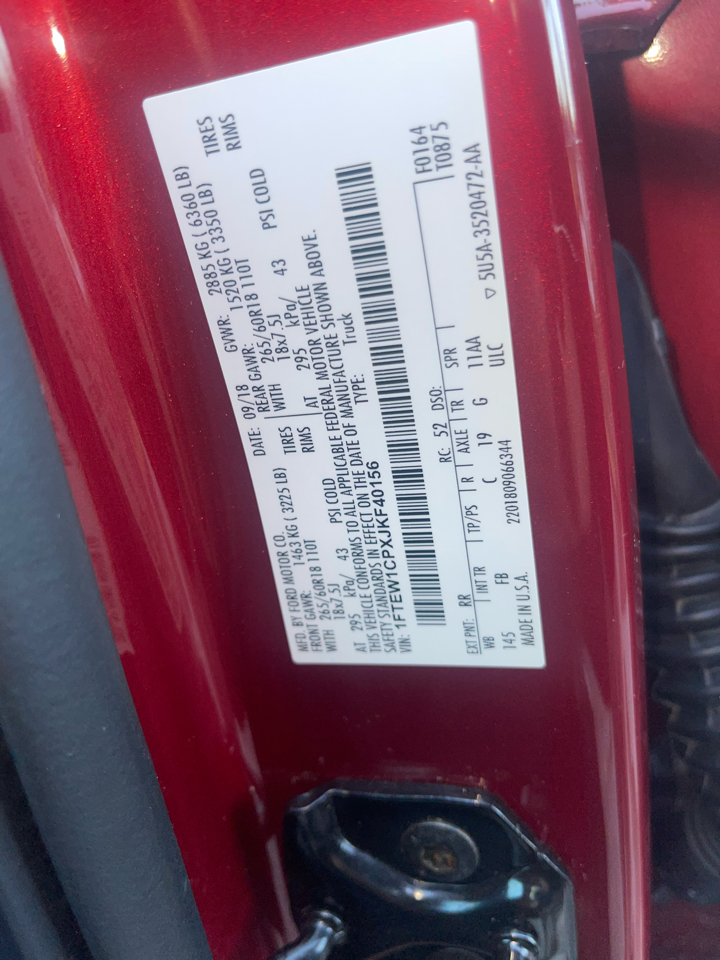 MFD. BY FORD MOTOR CO.
DATE: 09/18 GVWR: 2885 KG ( 6360 LB)
FRONT GAWR: 1463 KG ( 3225 LB) REAR GAWR: 1520 KG ( 3350 LB)
WITH 265/60R18 110T TIRES WITH 265/60R18 110T TIRES
18x7.5J RIMS 18x7.5J RIMS
AT 295 kPa/ 43 PSI COLD AT 295 kPa/ 43 PSI COLD
THIS VEHICLE CONFORMS TO ALL APPLICABLE FEDERAL MOTOR VEHICLE
SAFETY STANDARDS IN EFFECT ON THE DATE OF MANUFACTURE SHOWN ABOVE.
VIN: 1FTEW1CPXJKF40156 TYPE: Truck
F0164
T0875
EXT PNT: RR RC: 52 DSO:
WB INT TR TP/PS R AXLE TR SPR
145 FB C 19 G 11AA
ULC
MADE IN U.S.A. 2201809066344 ▽ 5U5A-3520472-AA